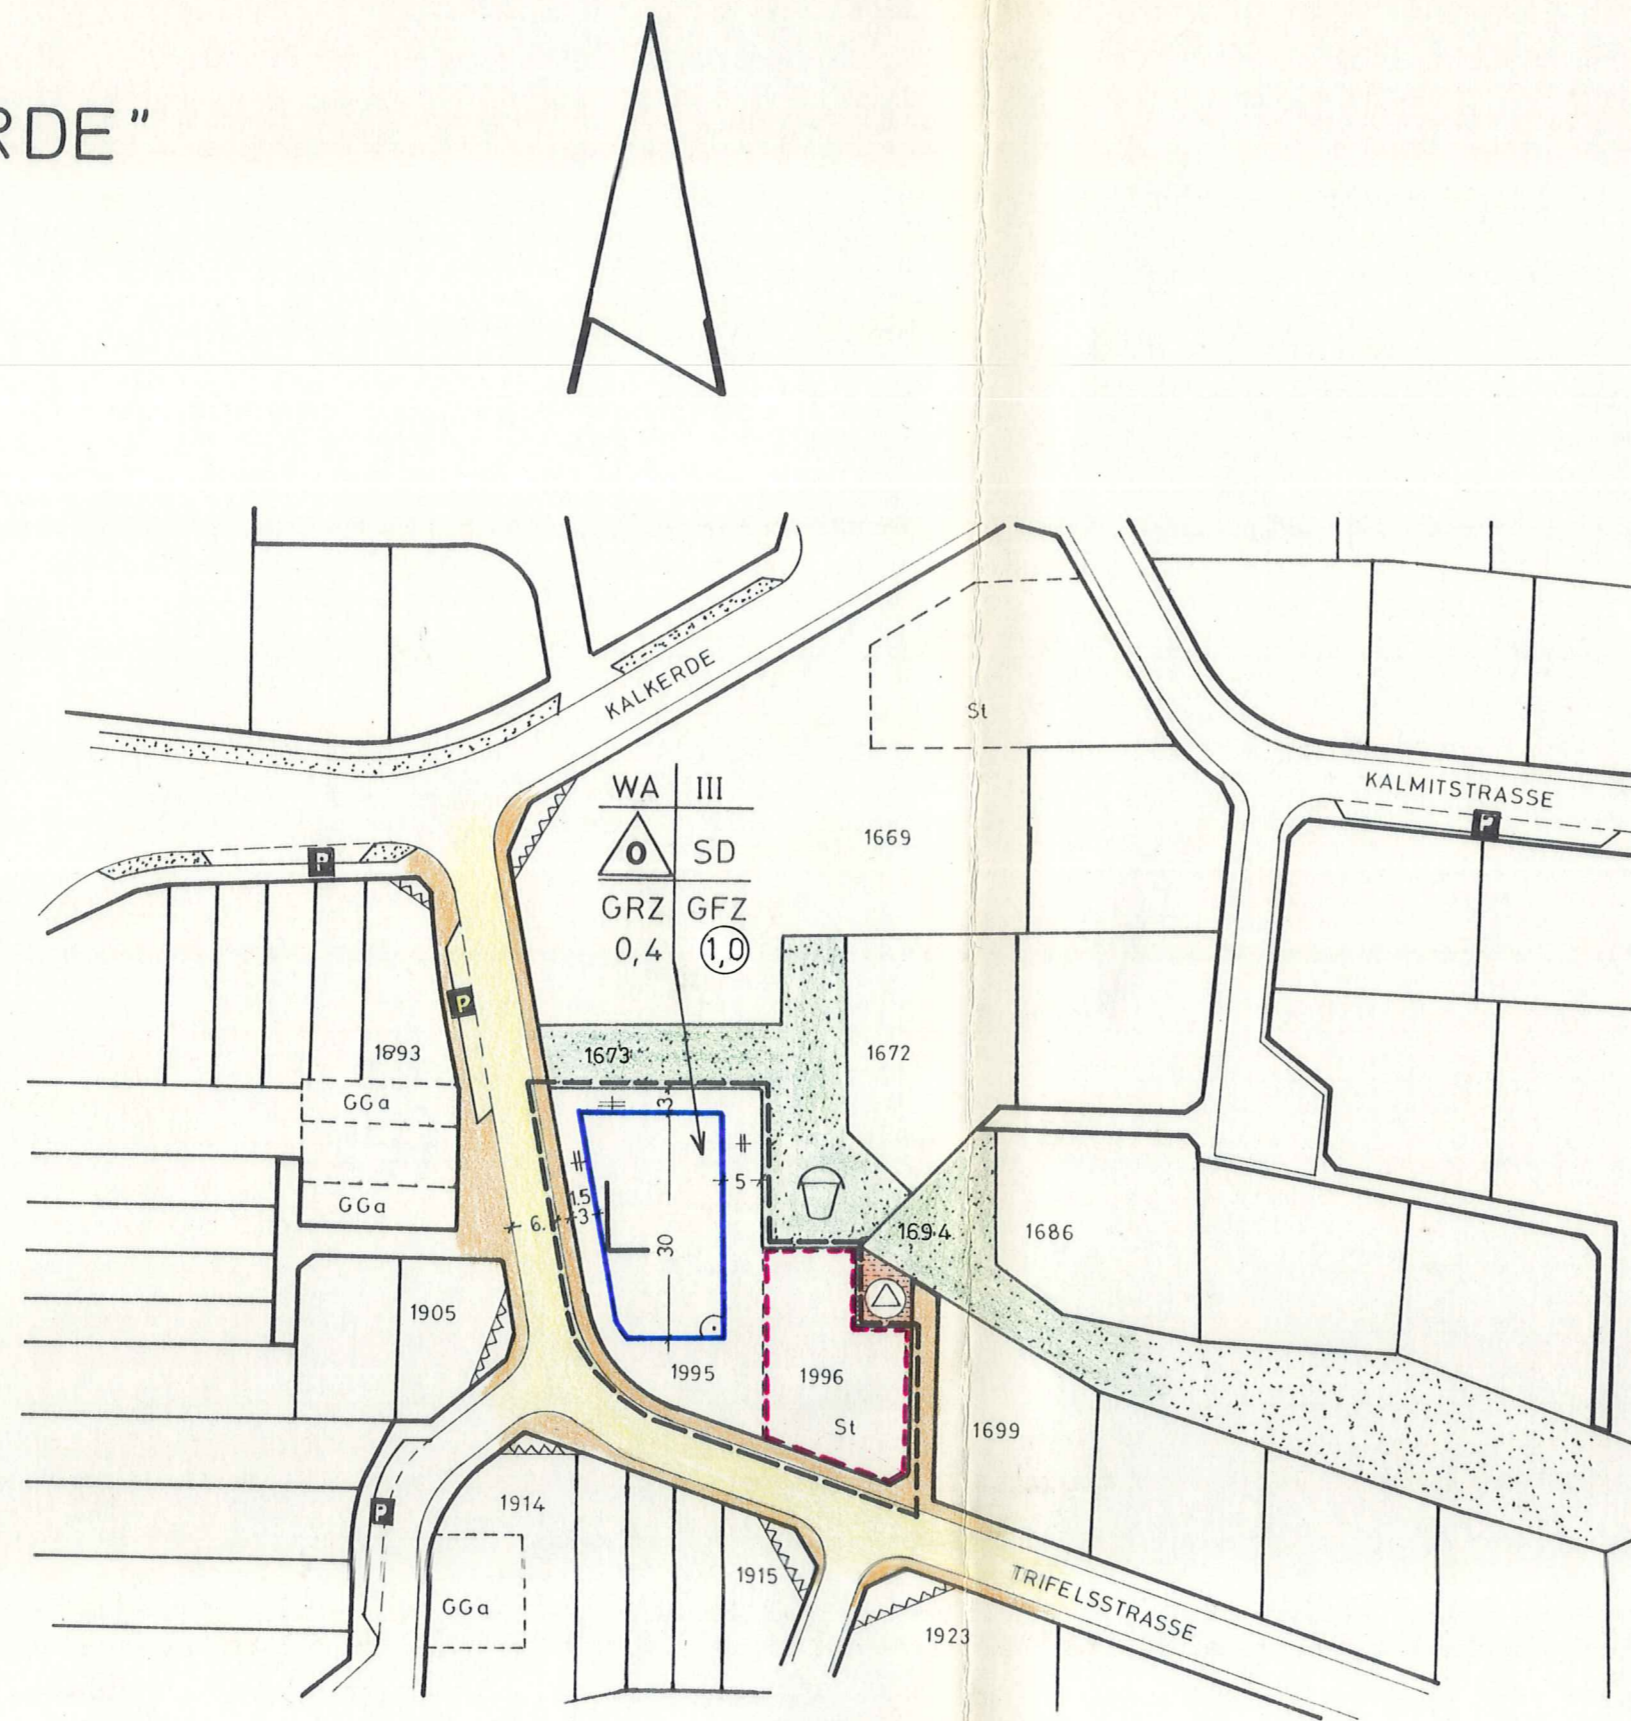 RDE"
KALKERDE
St
WA III
O SD
GRZ GFZ
0,4 1,0
1669
KALMITSTRASSE
P
P
P
1893
1673
1672
GGa
GGa
3
5
1.5
6. 3
30
1694
1686
1905
1995
1996
St
1699
P
1914
1915
GGa
TRIFELSSTRASSE
1923